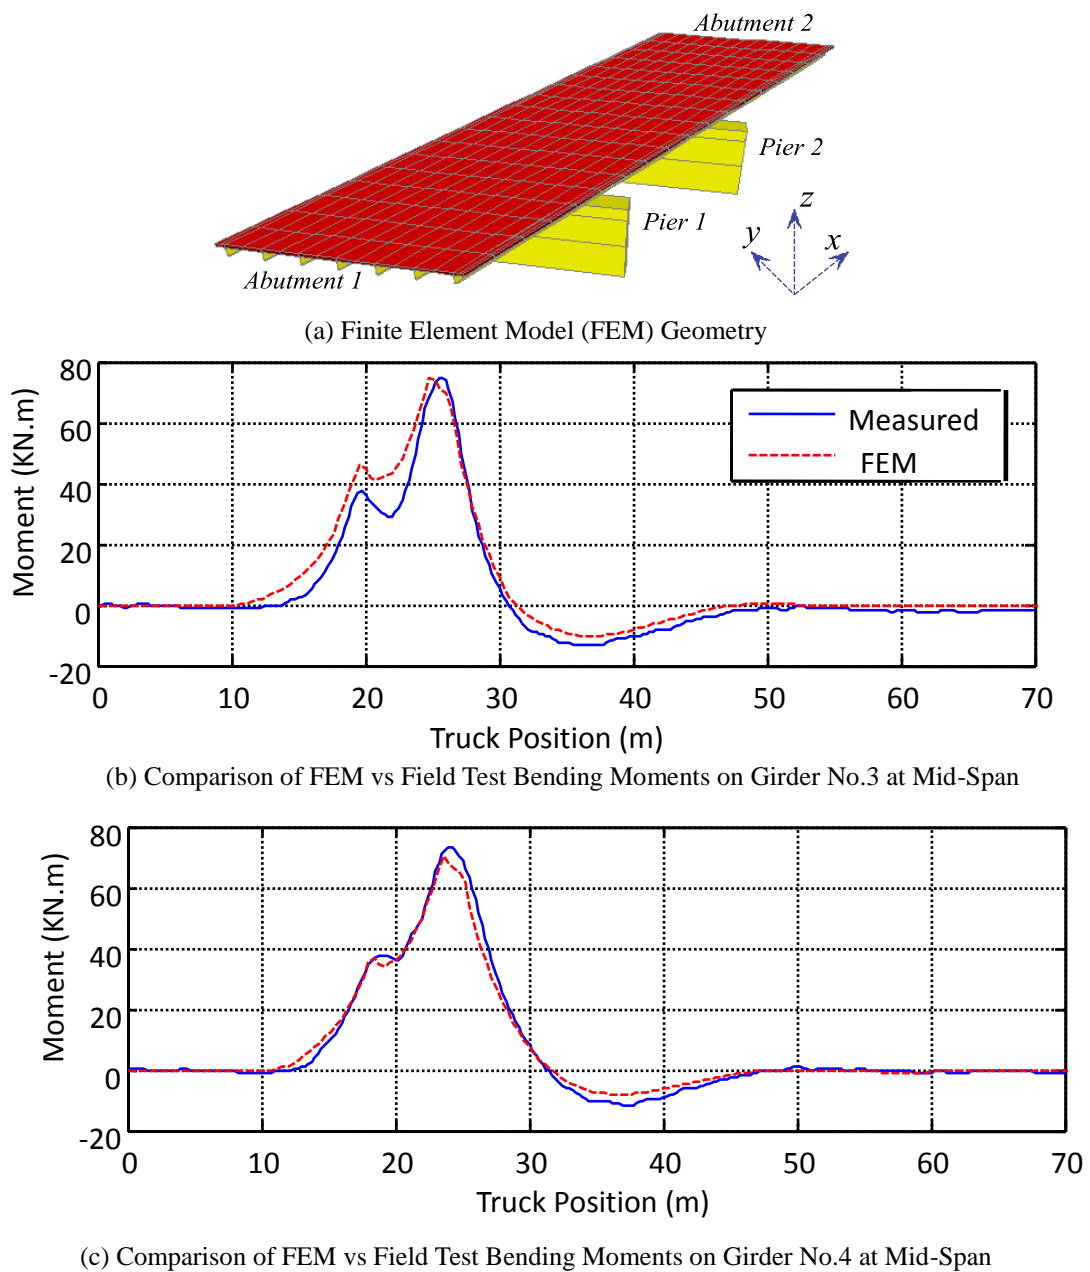 Abutment 2
Pier 2
Pier 1
z
y
x
Abutment 1
(a) Finite Element Model (FEM) Geometry
80
60
40
20
0
-20
Moment (KN.m)
Measured
FEM
0 10 20 30 40 50 60 70
Truck Position (m)
(b) Comparison of FEM vs Field Test Bending Moments on Girder No.3 at Mid-Span
80
60
40
20
0
-20
Moment (KN.m)
0 10 20 30 40 50 60 70
Truck Position (m)
(c) Comparison of FEM vs Field Test Bending Moments on Girder No.4 at Mid-Span